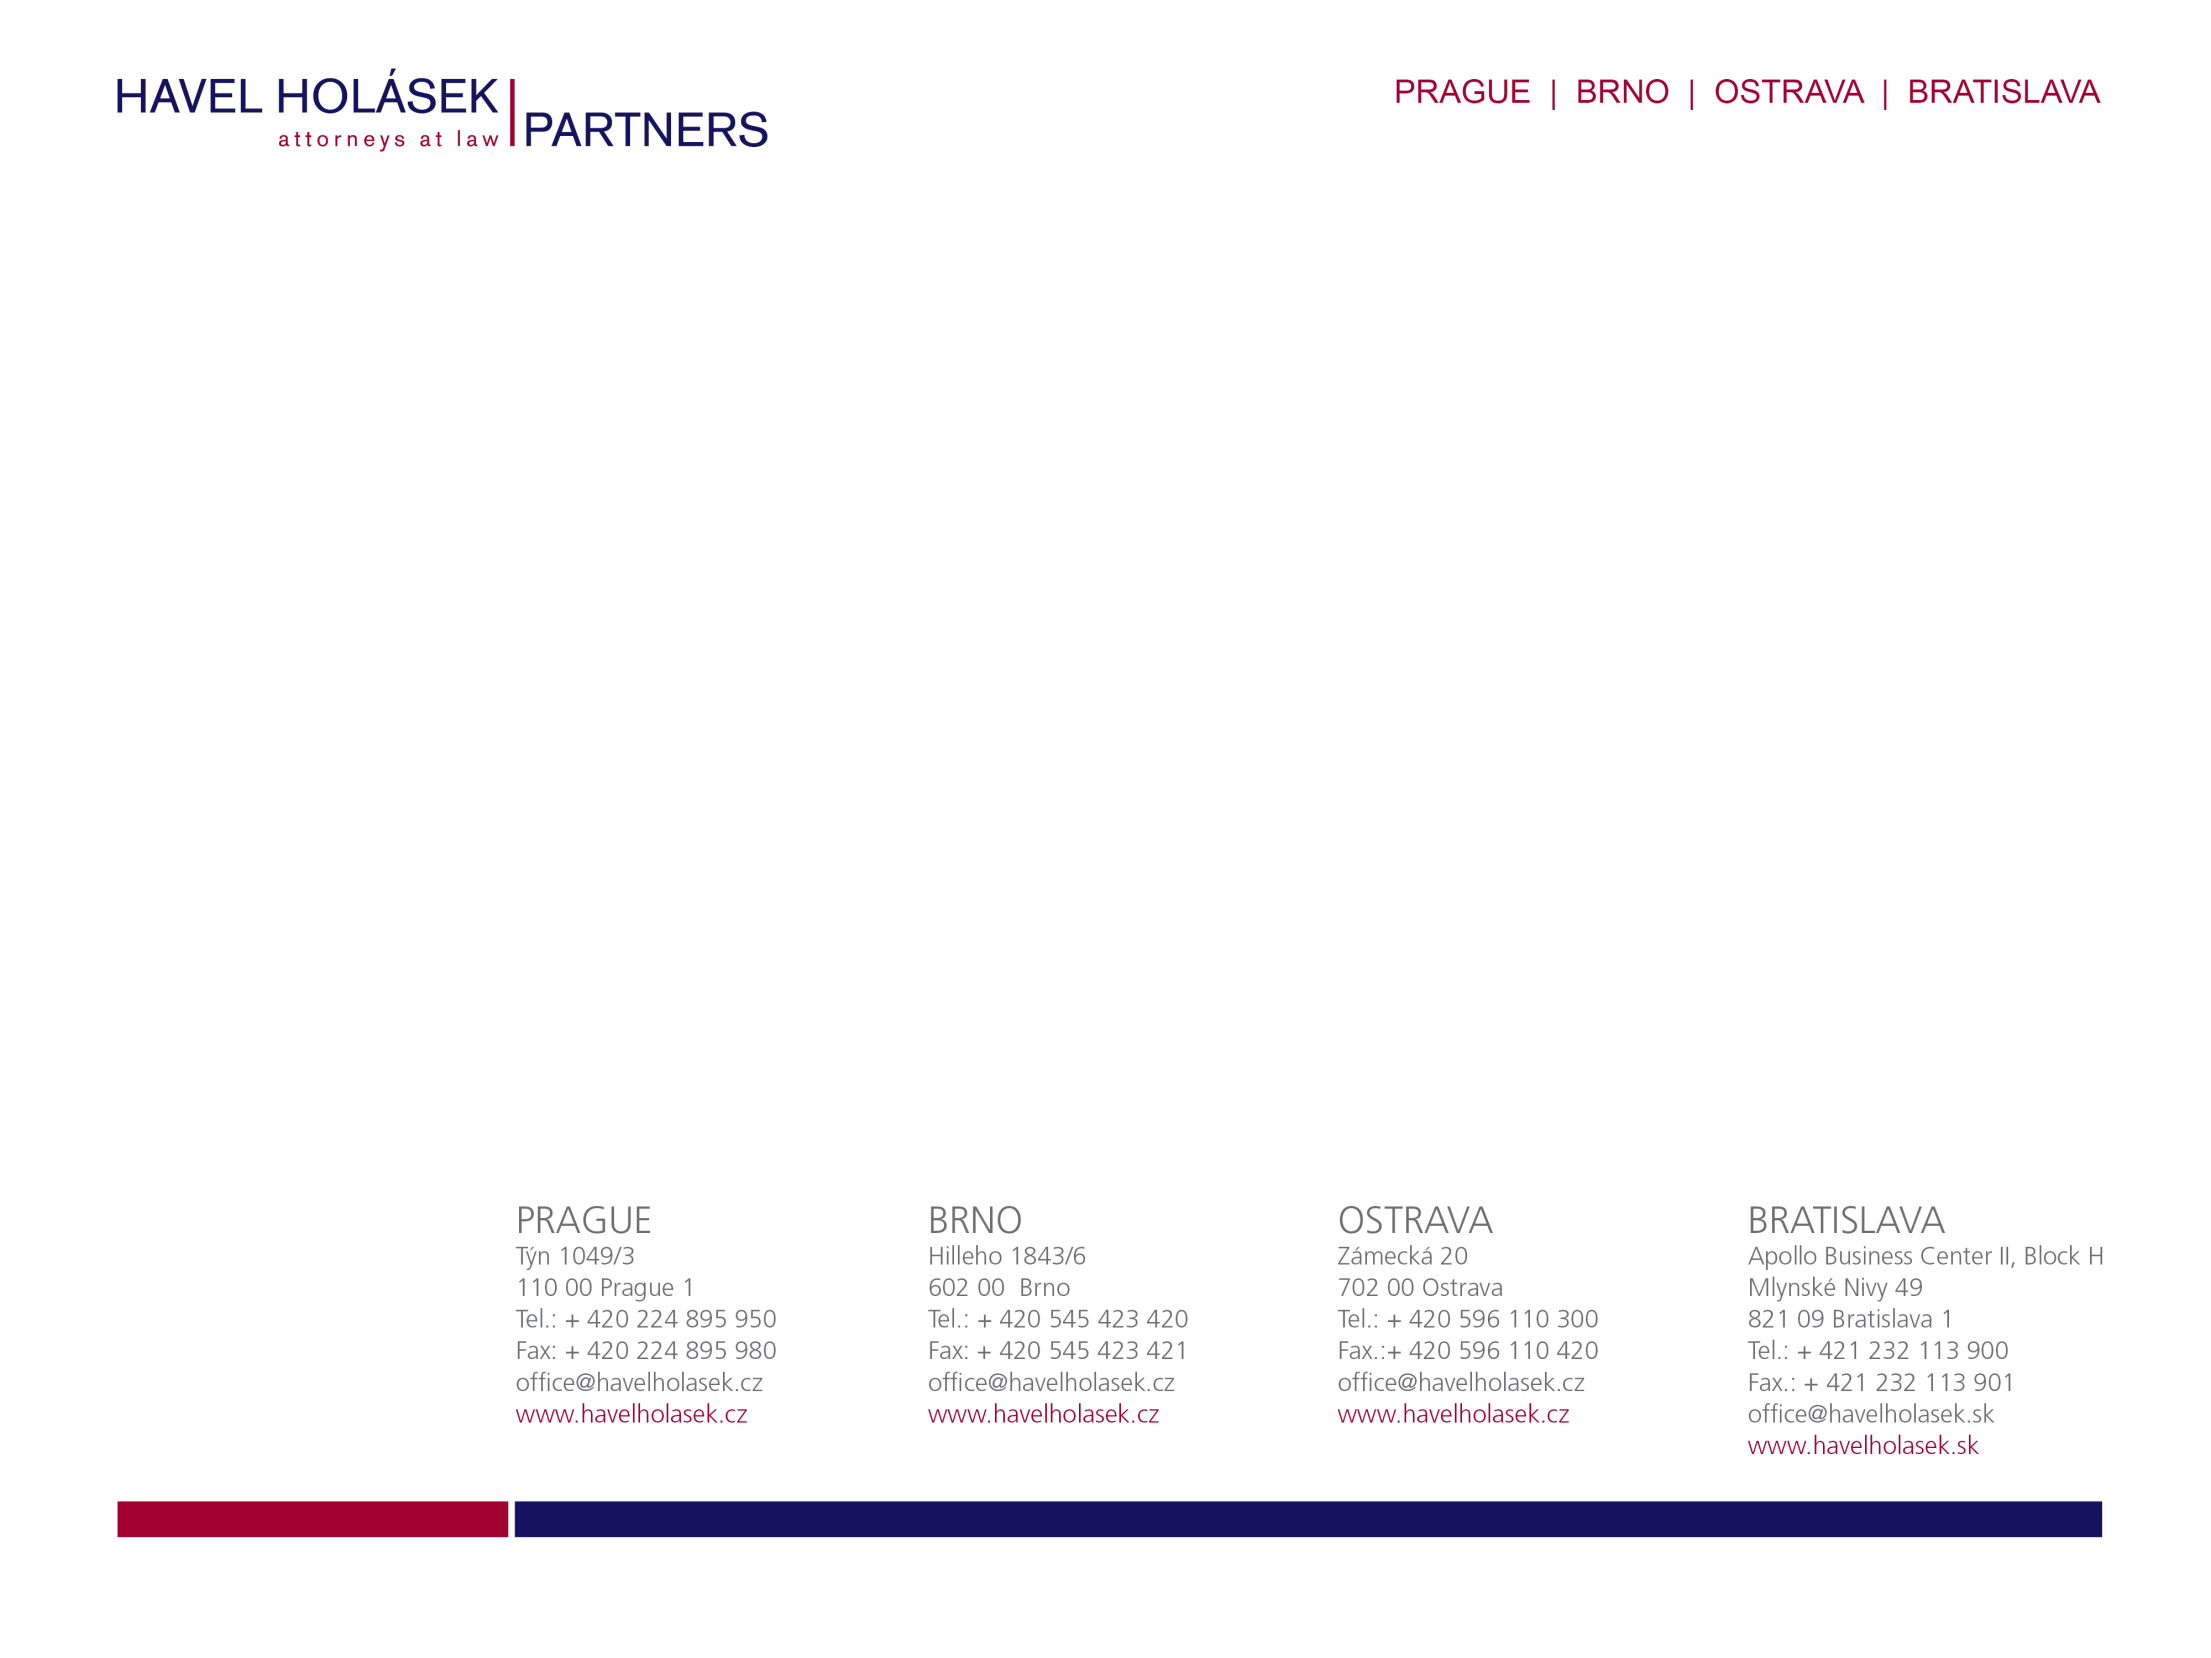 HAVEL HOLÁSEK | PARTNERS
attorneys at law
PRAGUE | BRNO | OSTRAVA | BRATISLAVA
PRAGUE
Týn 1049/3
110 00 Prague 1
Tel.: + 420 224 895 950
Fax: + 420 224 895 980
office@havelholasek.cz
www.havelholasek.cz
BRNO
Hilleho 1843/6
602 00  Brno
Tel.: + 420 545 423 420
Fax: + 420 545 423 421
office@havelholasek.cz
www.havelholasek.cz
OSTRAVA
Zámecká 20
702 00 Ostrava
Tel.: + 420 596 110 300
Fax.:+ 420 596 110 420
office@havelholasek.cz
www.havelholasek.cz
BRATISLAVA
Apollo Business Center II, Block H
Mlynské Nivy 49
821 09 Bratislava 1
Tel.: + 421 232 113 900
Fax.: + 421 232 113 901
office@havelholasek.sk
www.havelholasek.sk